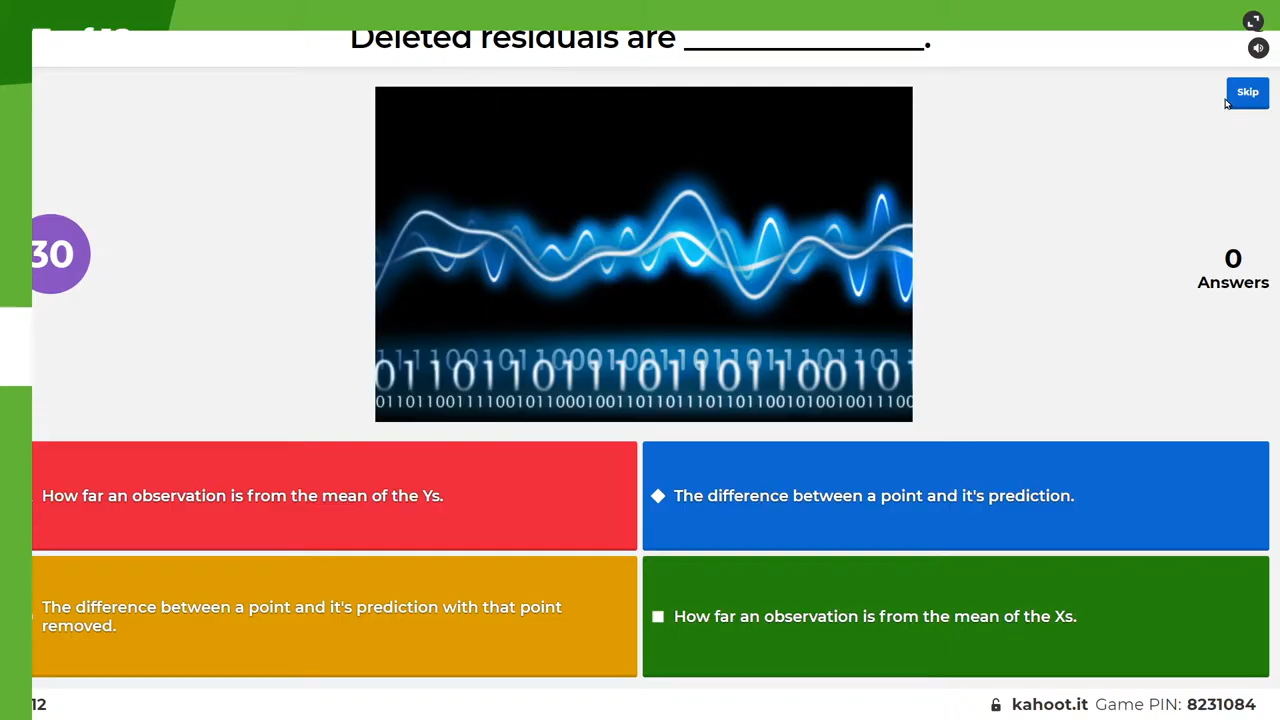 Deleted residuals are ______________.
Skip
30
0
Answers
11011011011101101110110010
How far an observation is from the mean of the Ys.
The difference between a point and it's prediction.
The difference between a point and it's prediction with that point
removed.
How far an observation is from the mean of the Xs.
12
kahoot.it Game PIN: 8231084